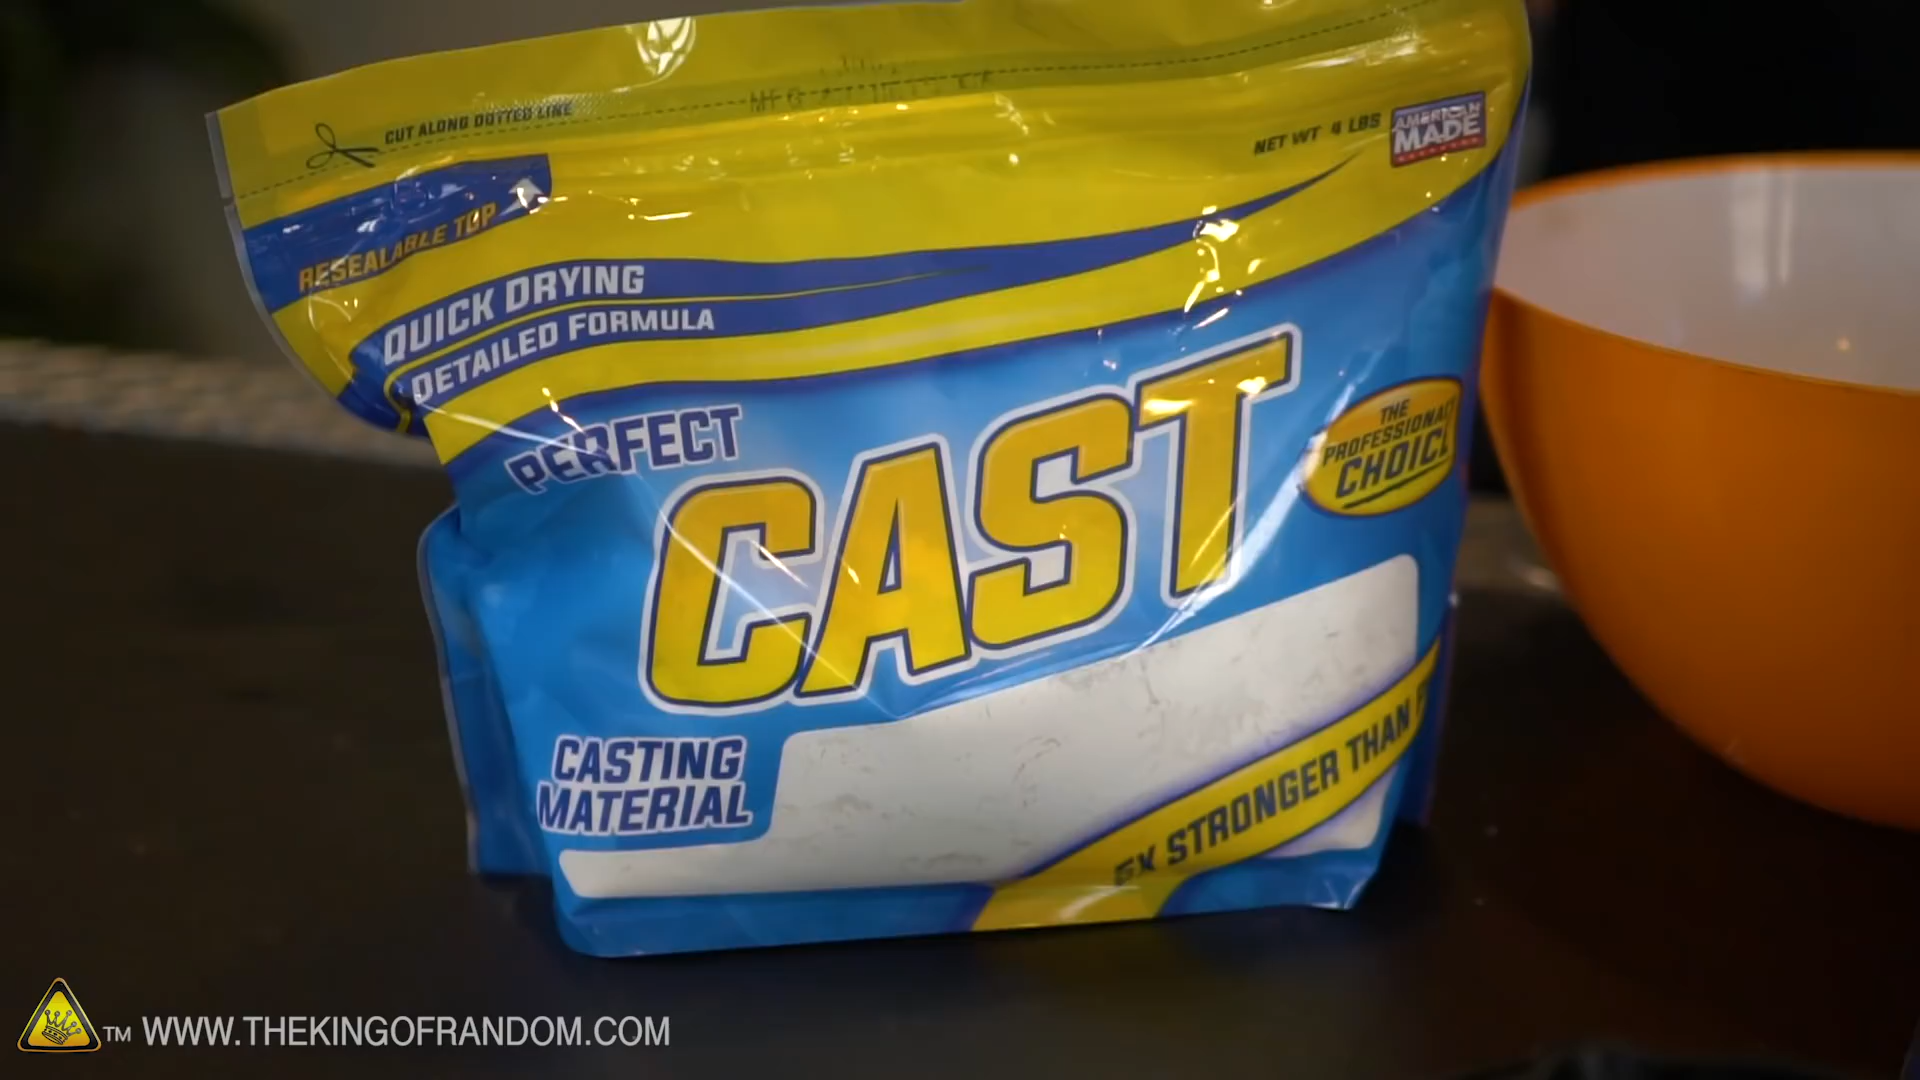 CUT ALONG DOTTED LINE
NET WT 4 LBS
AMERICAN
MADE
RESEALABLE TOP
QUICK DRYING
DETAILED FORMULA
PERFECT
CAST
THE
PROFESSIONAL
CHOICE
CASTING
MATERIAL
5X STRONGER THAN
TM WWW.THEKINGOFRANDOM.COM